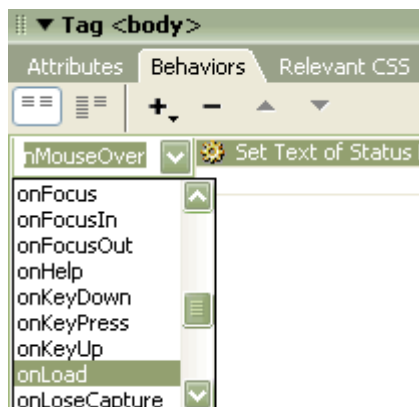 Tag <body>
Attributes Behaviors Relevant CSS
nMouseOver Set Text of Status
onFocus
onFocusIn
onFocusOut
onHelp
onKeyDown
onKeyPress
onKeyUp
onLoad
onLoseCapture